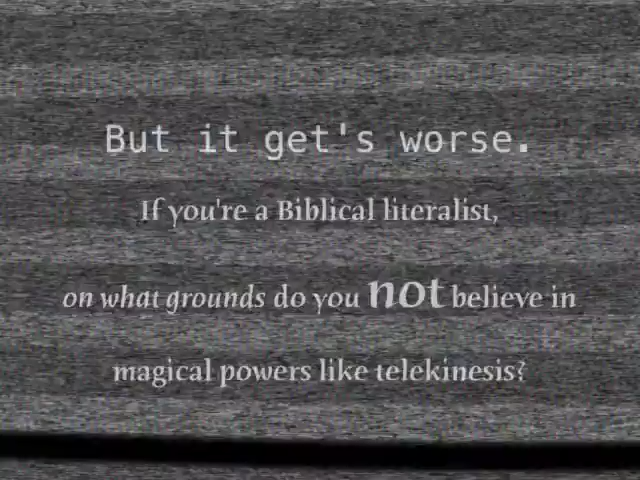 But it get's worse.
If you're a Biblical literalist,
on what grounds do you not believe in
magical powers like telekinesis?